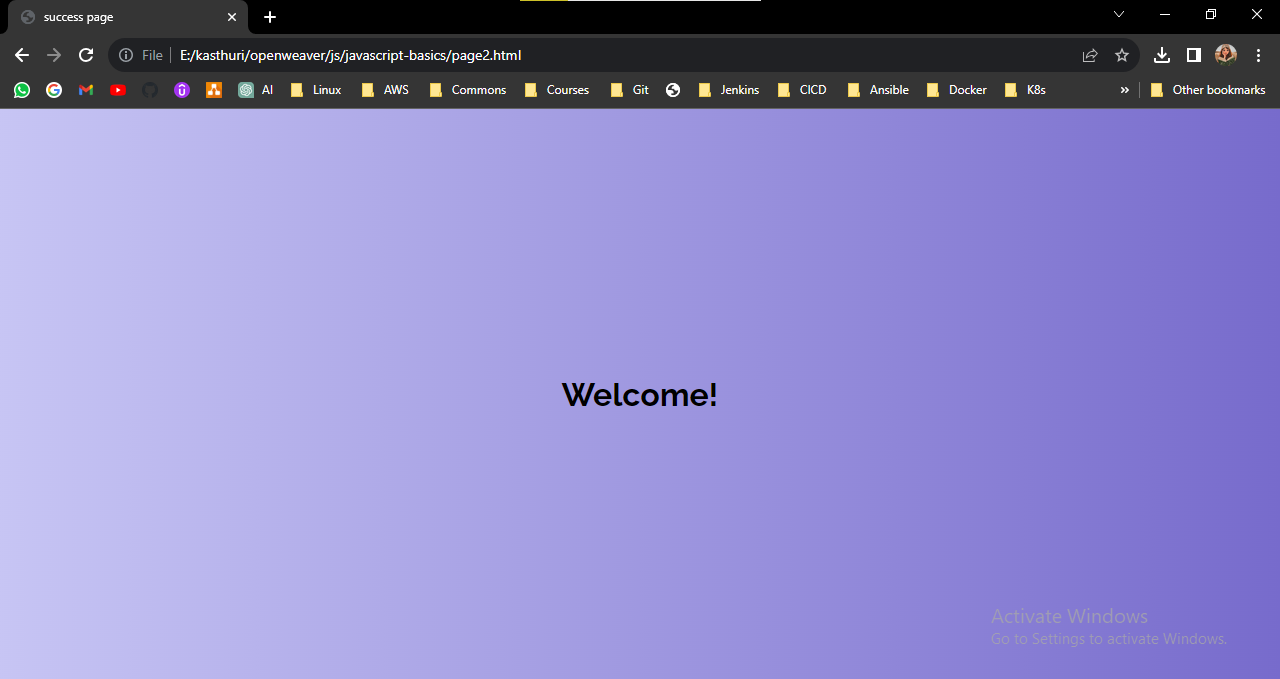 success page
File E:/kasthuri/openweaver/js/javascript-basics/page2.html
AI Linux AWS Commons Courses Git Jenkins CICD Ansible Docker K8s » Other bookmarks
Welcome!
Activate Windows
Go to Settings to activate Windows.